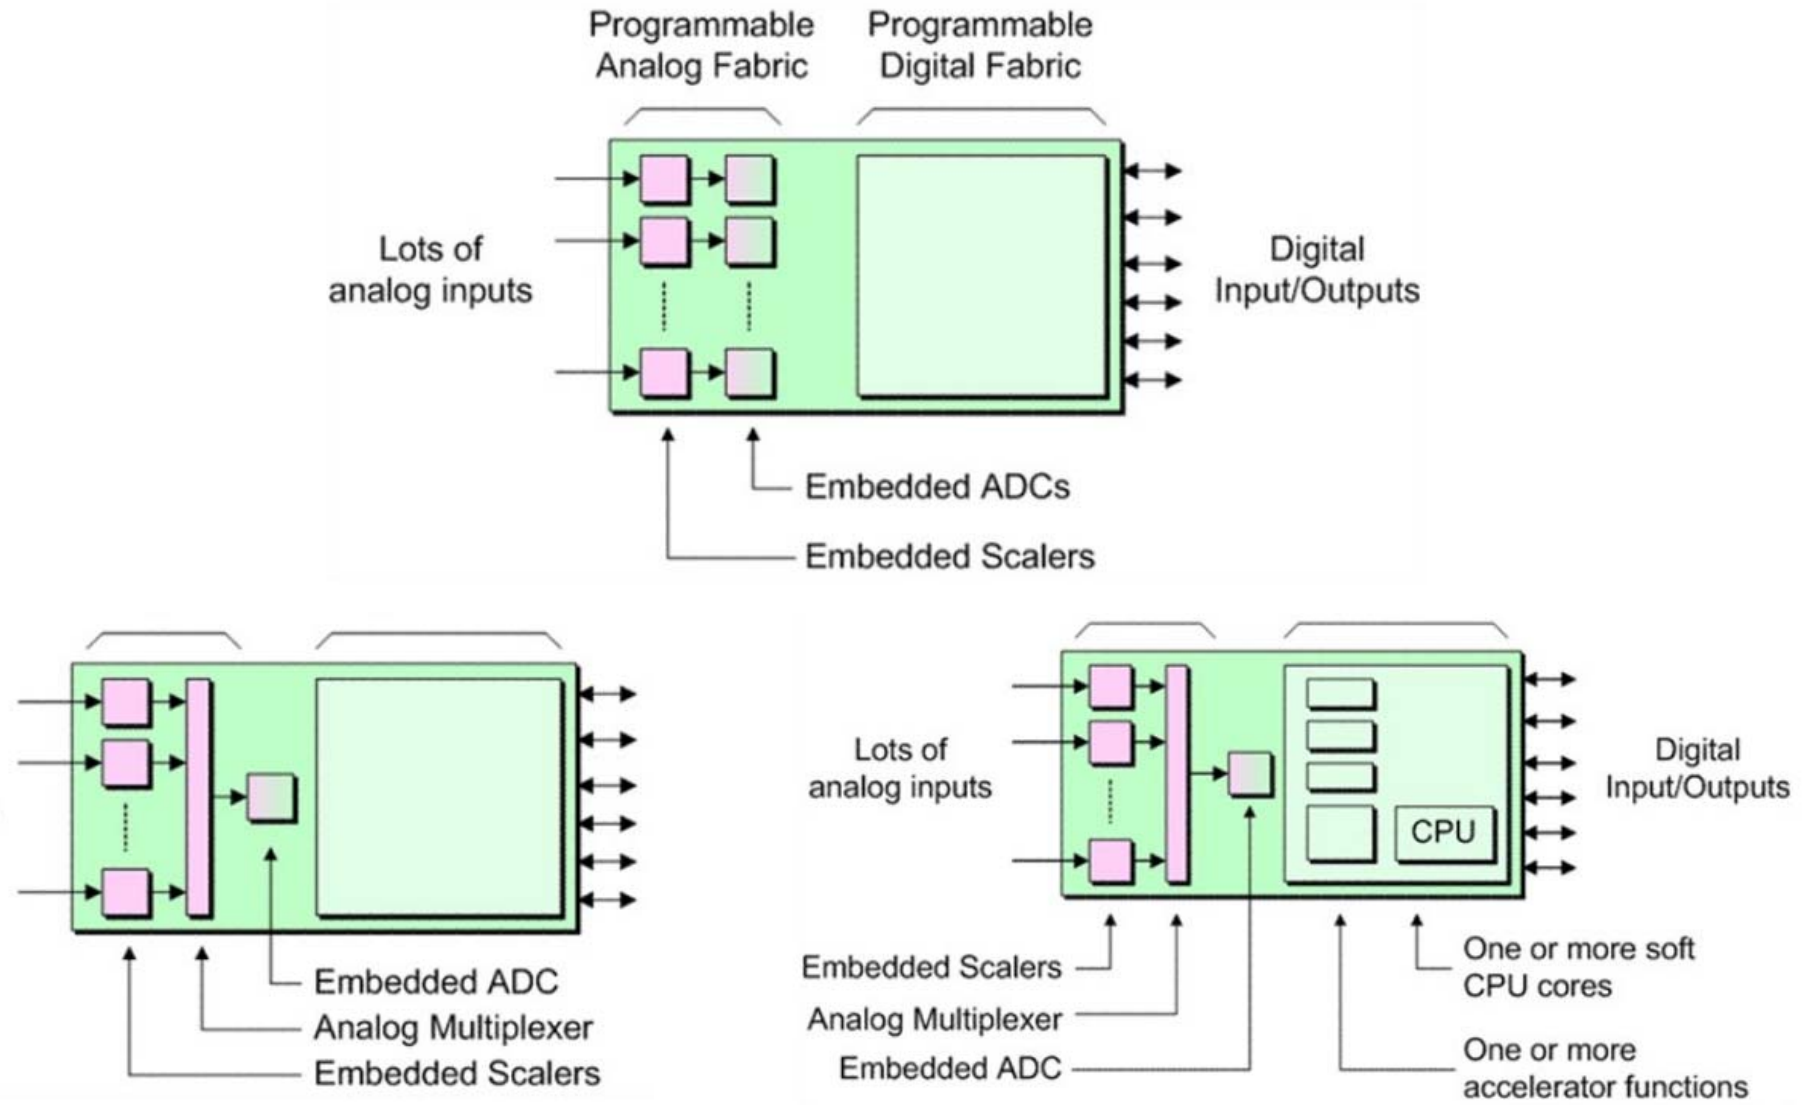 Programmable
Analog Fabric
Programmable
Digital Fabric
Lots of
analog inputs
Digital
Input/Outputs
Embedded ADCs
Embedded Scalers
Embedded ADC
Analog Multiplexer
Embedded Scalers
Lots of
analog inputs
CPU
Digital
Input/Outputs
Embedded Scalers
Analog Multiplexer
Embedded ADC
One or more soft
CPU cores
One or more
accelerator functions